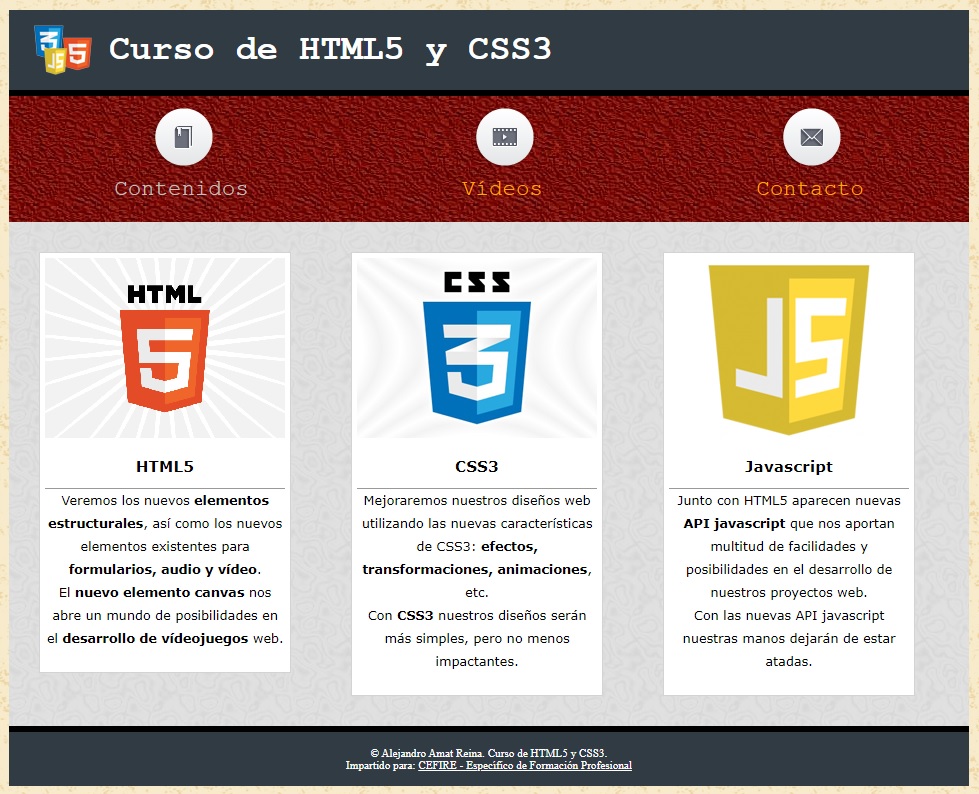 Curso de HTML5 y CSS3
Contenidos
Vídeos
Contacto
HTML
5
HTML5
Veremos los nuevos elementos
estructurales, así como los nuevos
elementos existentes para
formularios, audio y vídeo.
El nuevo elemento canvas nos
abre un mundo de posibilidades en
el desarrollo de vídeojuegos web.
CSS
3
CSS3
Mejoraremos nuestros diseños web
utilizando las nuevas características
de CSS3: efectos,
transformaciones, animaciones,
etc.
Con CSS3 nuestros diseños serán
más simples, pero no menos
impactantes.
JS
Javascript
Junto con HTML5 aparecen nuevas
API javascript que nos aportan
multitud de facilidades y
posibilidades en el desarrollo de
nuestros proyectos web.
Con las nuevas API javascript
nuestras manos dejarán de estar
atadas.
© Alejandro Amat Reina. Curso de HTML5 y CSS3.
Impartido para: CEFIRE - Específico de Formación Profesional